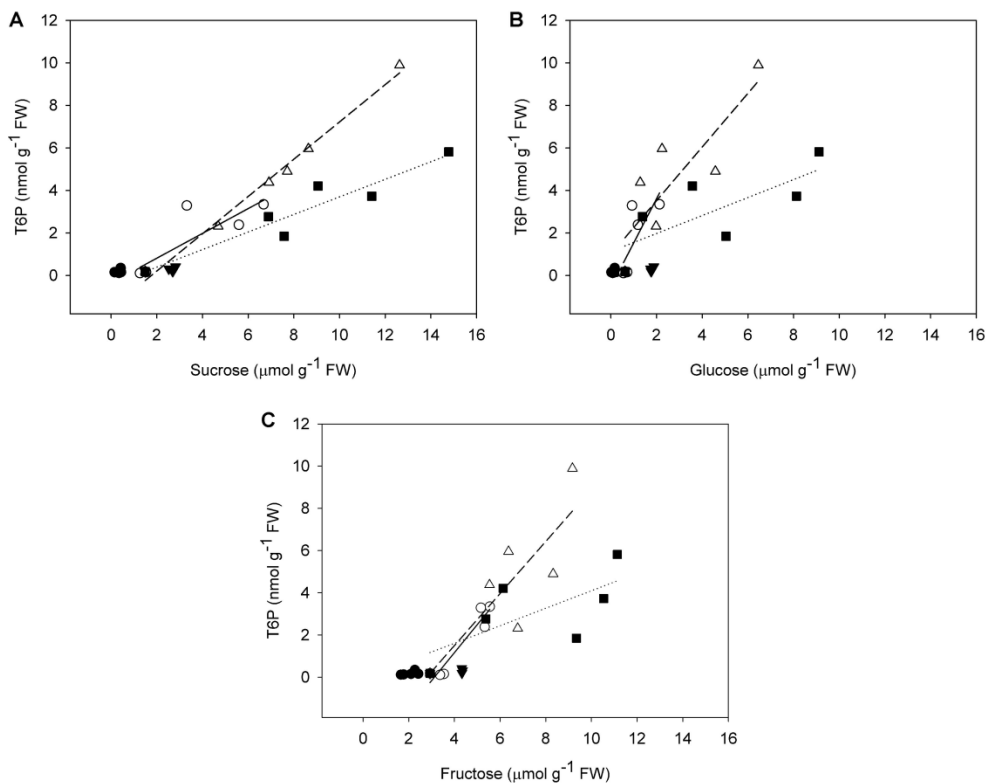 A
12
10
8
6
4
2
0
T6P (nmol g⁻¹ FW)
0 2 4 6 8 10 12 14 16
Sucrose (μmol g⁻¹ FW)
B
12
10
8
6
4
2
0
T6P (nmol g⁻¹ FW)
0 2 4 6 8 10 12 14 16
Glucose (μmol g⁻¹ FW)
C
12
10
8
6
4
2
0
T6P (nmol g⁻¹ FW)
0 2 4 6 8 10 12 14 16
Fructose (μmol g⁻¹ FW)